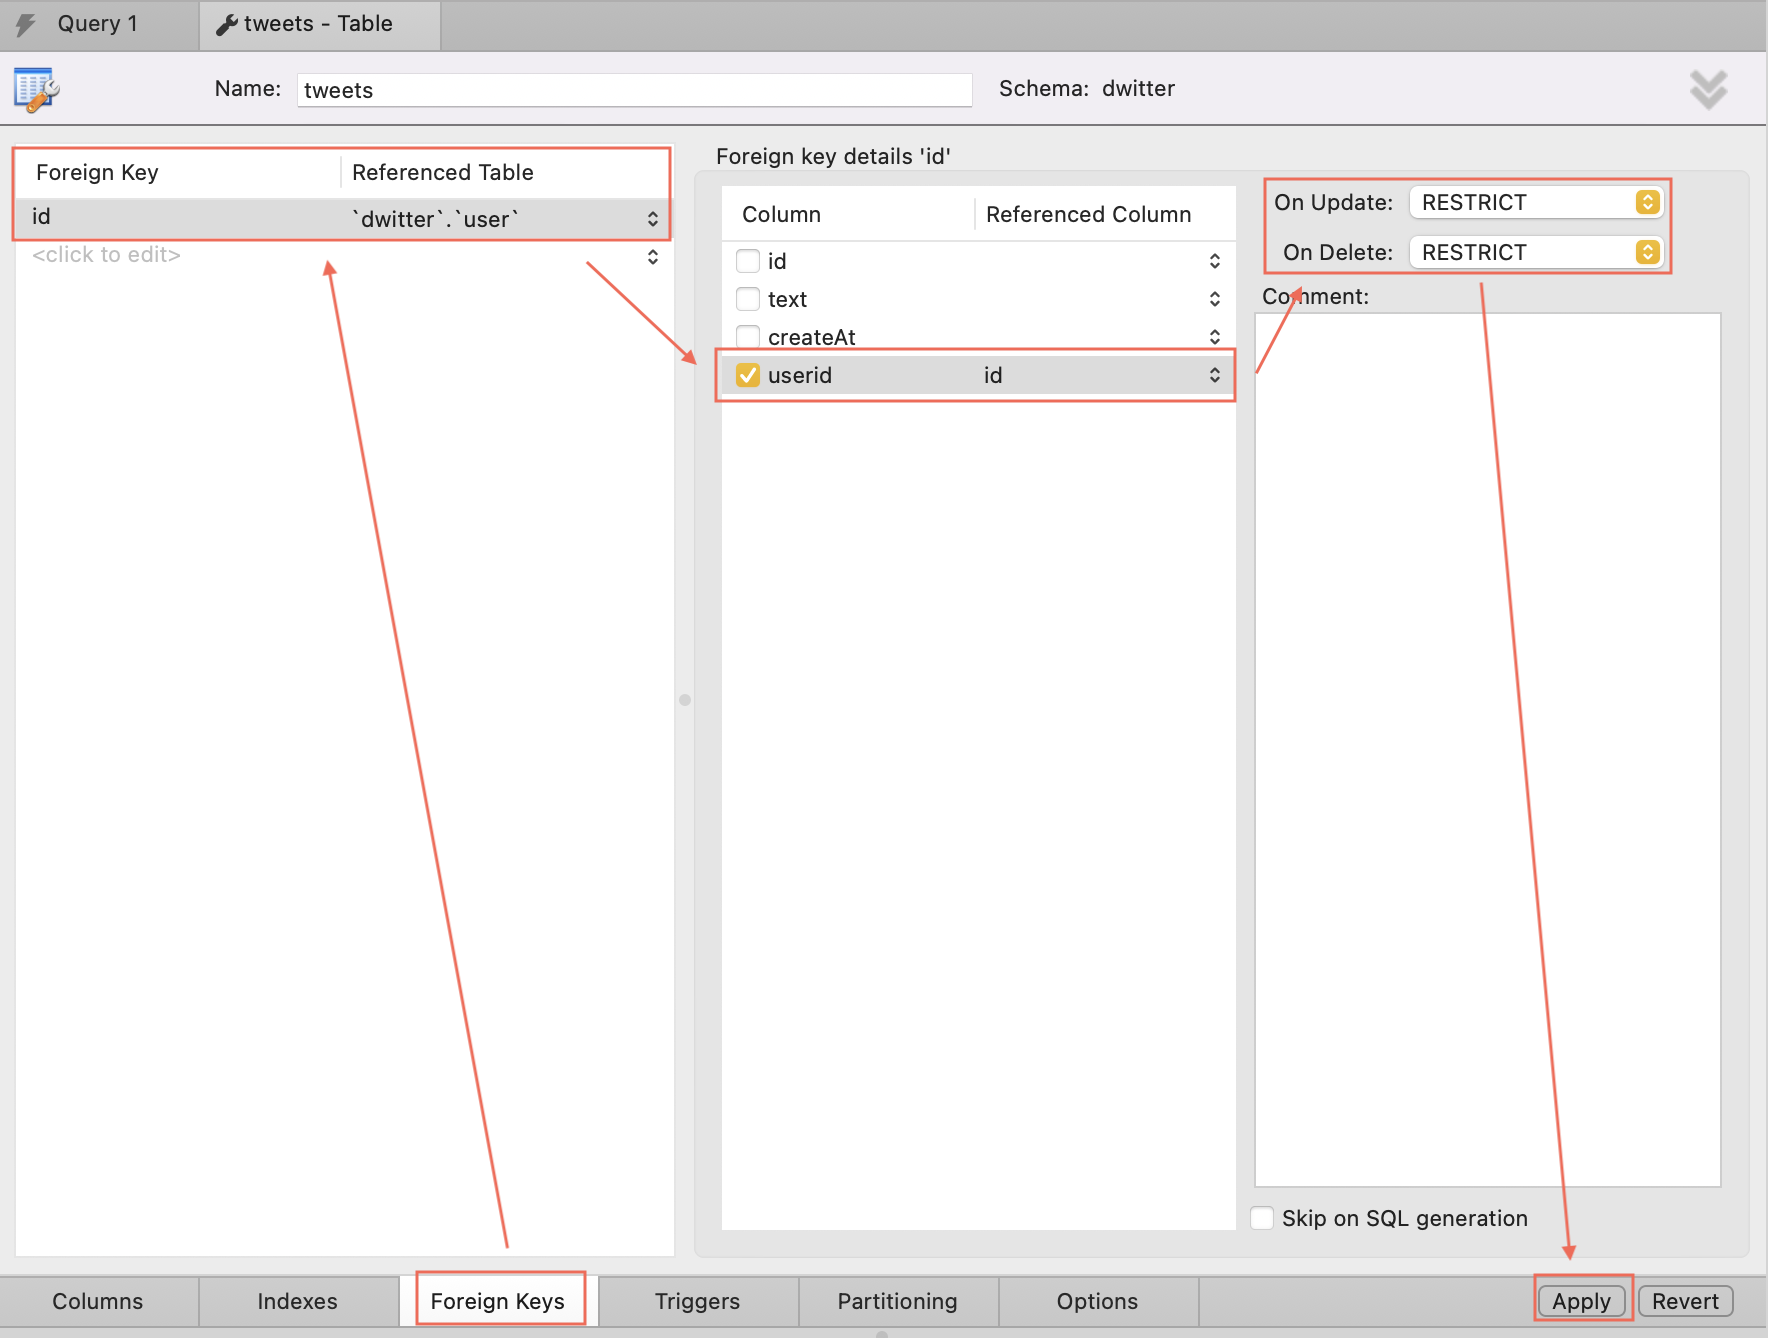 Query 1
tweets - Table
Name: tweets
Schema: dwitter
Foreign Key Referenced Table
id `dwitter`.`user`
<click to edit>
Foreign key details 'id'
Column Referenced Column
id
text
createAt
userid id
On Update: RESTRICT
On Delete: RESTRICT
Comment:
Skip on SQL generation
Columns Indexes Foreign Keys Triggers Partitioning Options Apply Revert